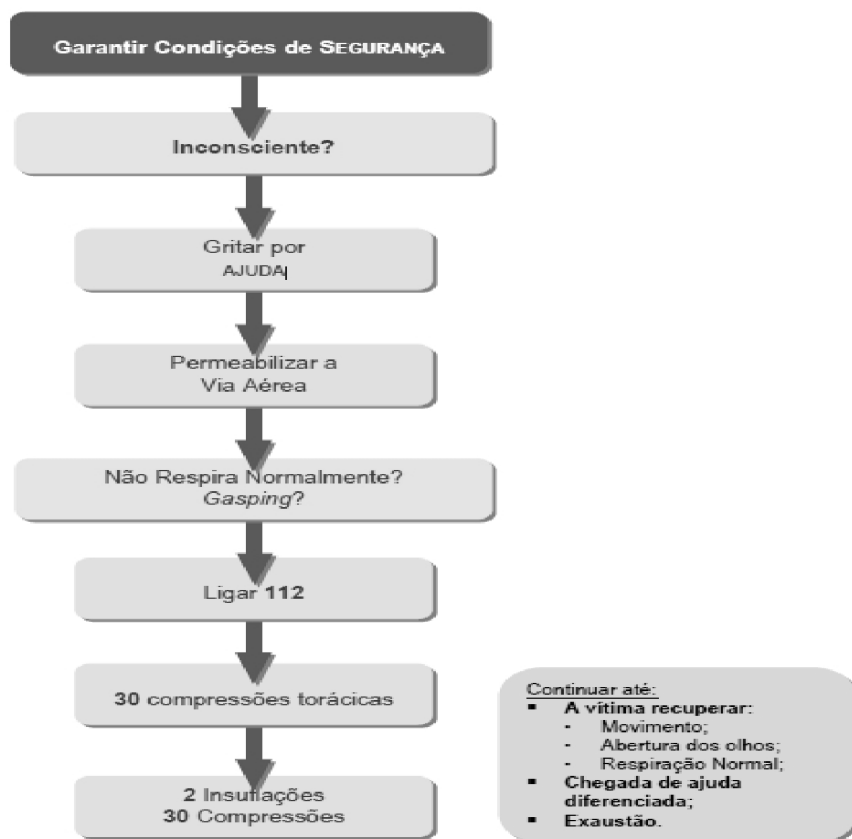 Garantir Condições de SEGURANÇA
Inconsciente?
Gritar por
AJUDA
Permeabilizar a
Via Aérea
Não Respira Normalmente?
Gasping?
Ligar 112
30 compressões torácicas
2 Insuflações
30 Compressões
Continuar até:
▪ A vítima recuperar:
- Movimento;
- Abertura dos olhos;
- Respiração Normal;
▪ Chegada de ajuda
diferenciada;
▪ Exaustão.